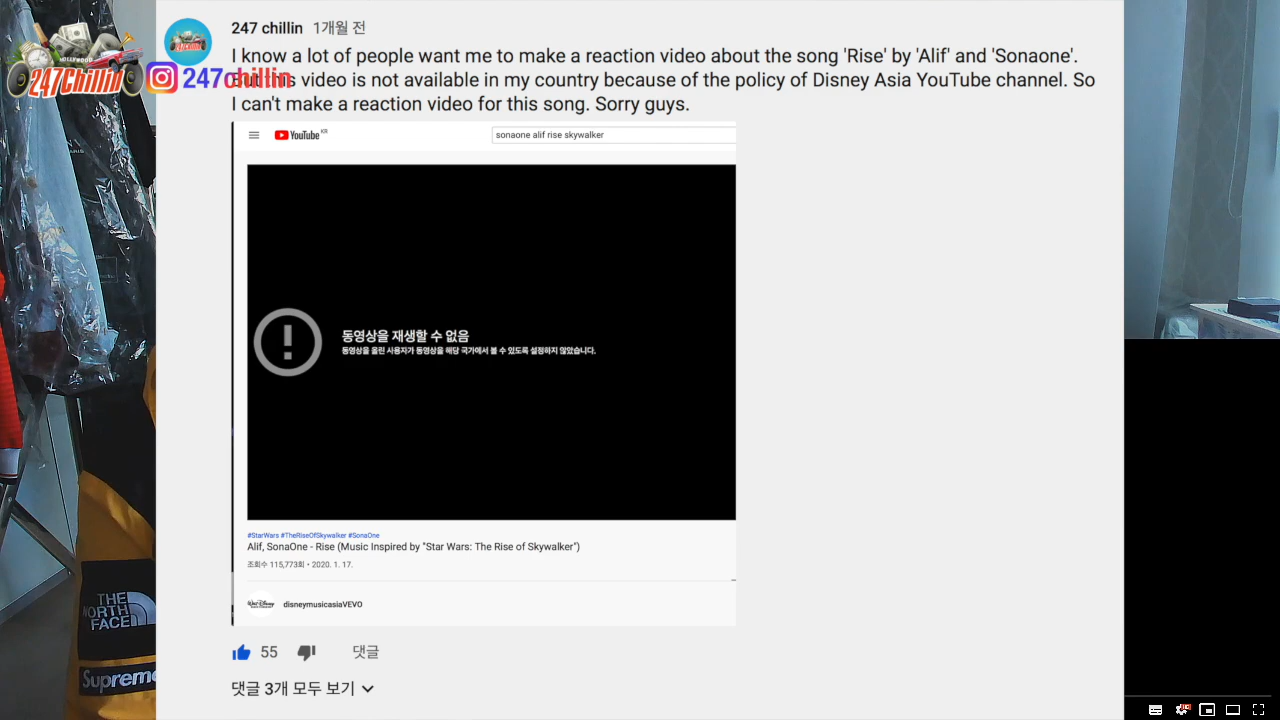 247 chillin 1개월 전
I know a lot of people want me to make a reaction video about the song 'Rise' by 'Alif' and 'Sonaone'.
this video is not available in my country because of the policy of Disney Asia YouTube channel. So
I can't make a reaction video for this song. Sorry guys.
HOLLYWOOD
247Chillin
247chillin
YouTube KR
sonaone alif rise skywalker
동영상을 재생할 수 없음
동영상을 올린 사용자가 동영상을 해당 국가에서 볼 수 있도록 설정하지 않았습니다.
#StarWars #TheRiseOfSkywalker #SonaOne
Alif, SonaOne - Rise (Music Inspired by "Star Wars: The Rise of Skywalker")
조회수 115,773회 • 2020. 1. 17.
disneymusicasiaVEVO
55 댓글
댓글 3개 모두 보기
THE
NORTH
FACE
Supreme